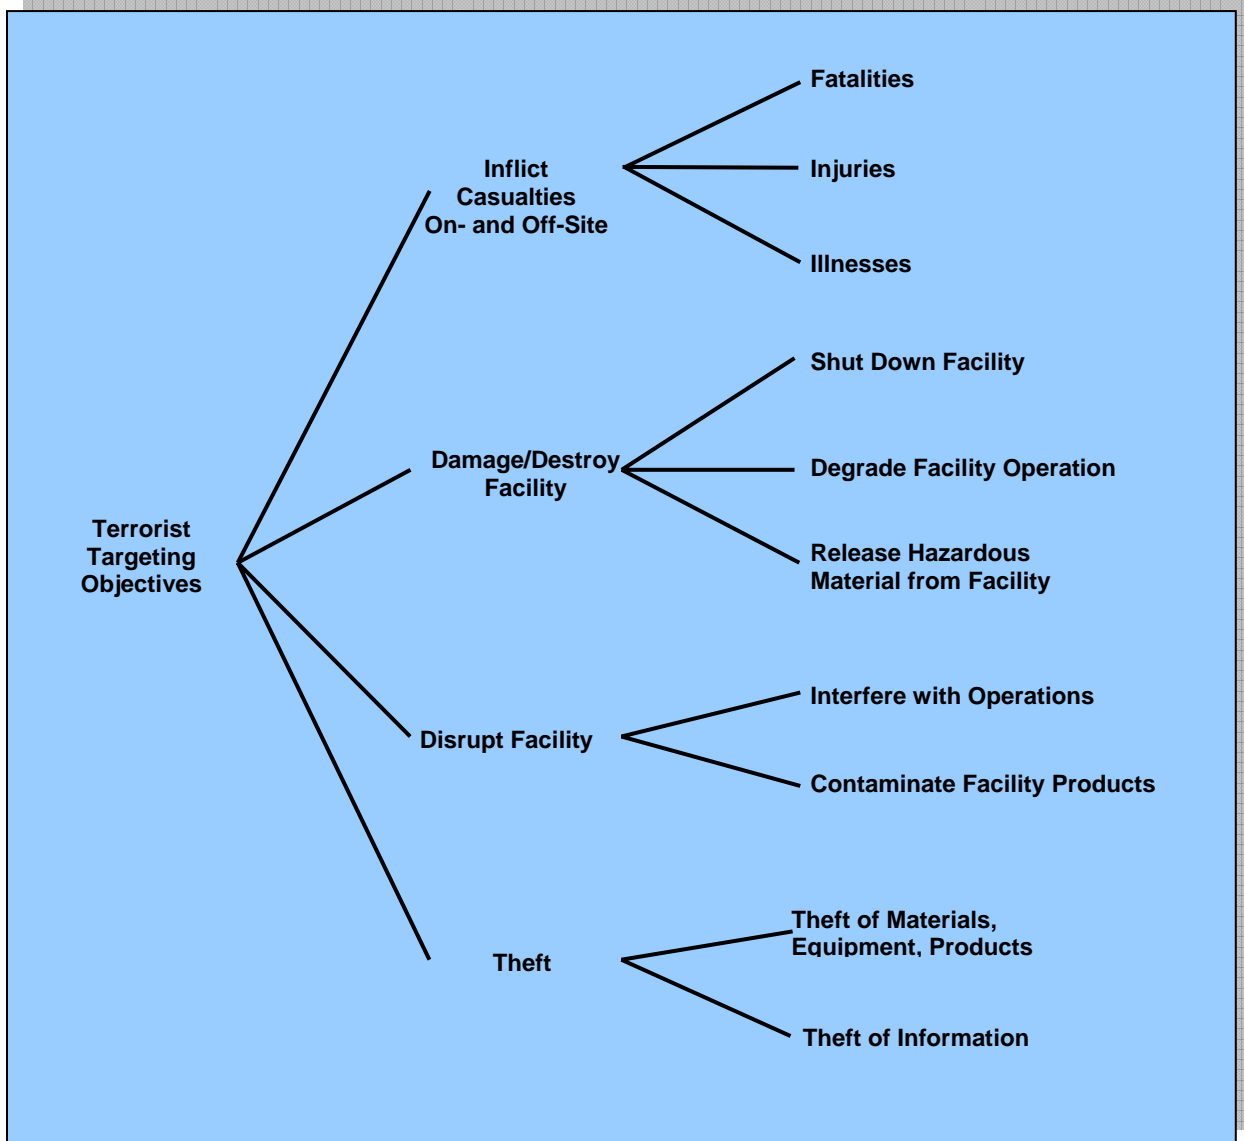 Terrorist
Targeting
Objectives
Inflict
Casualties
On- and Off-Site
Fatalities
Injuries
Illnesses
Damage/Destroy
Facility
Shut Down Facility
Degrade Facility Operation
Release Hazardous
Material from Facility
Disrupt Facility
Interfere with Operations
Contaminate Facility Products
Theft
Theft of Materials,
Equipment, Products
Theft of Information